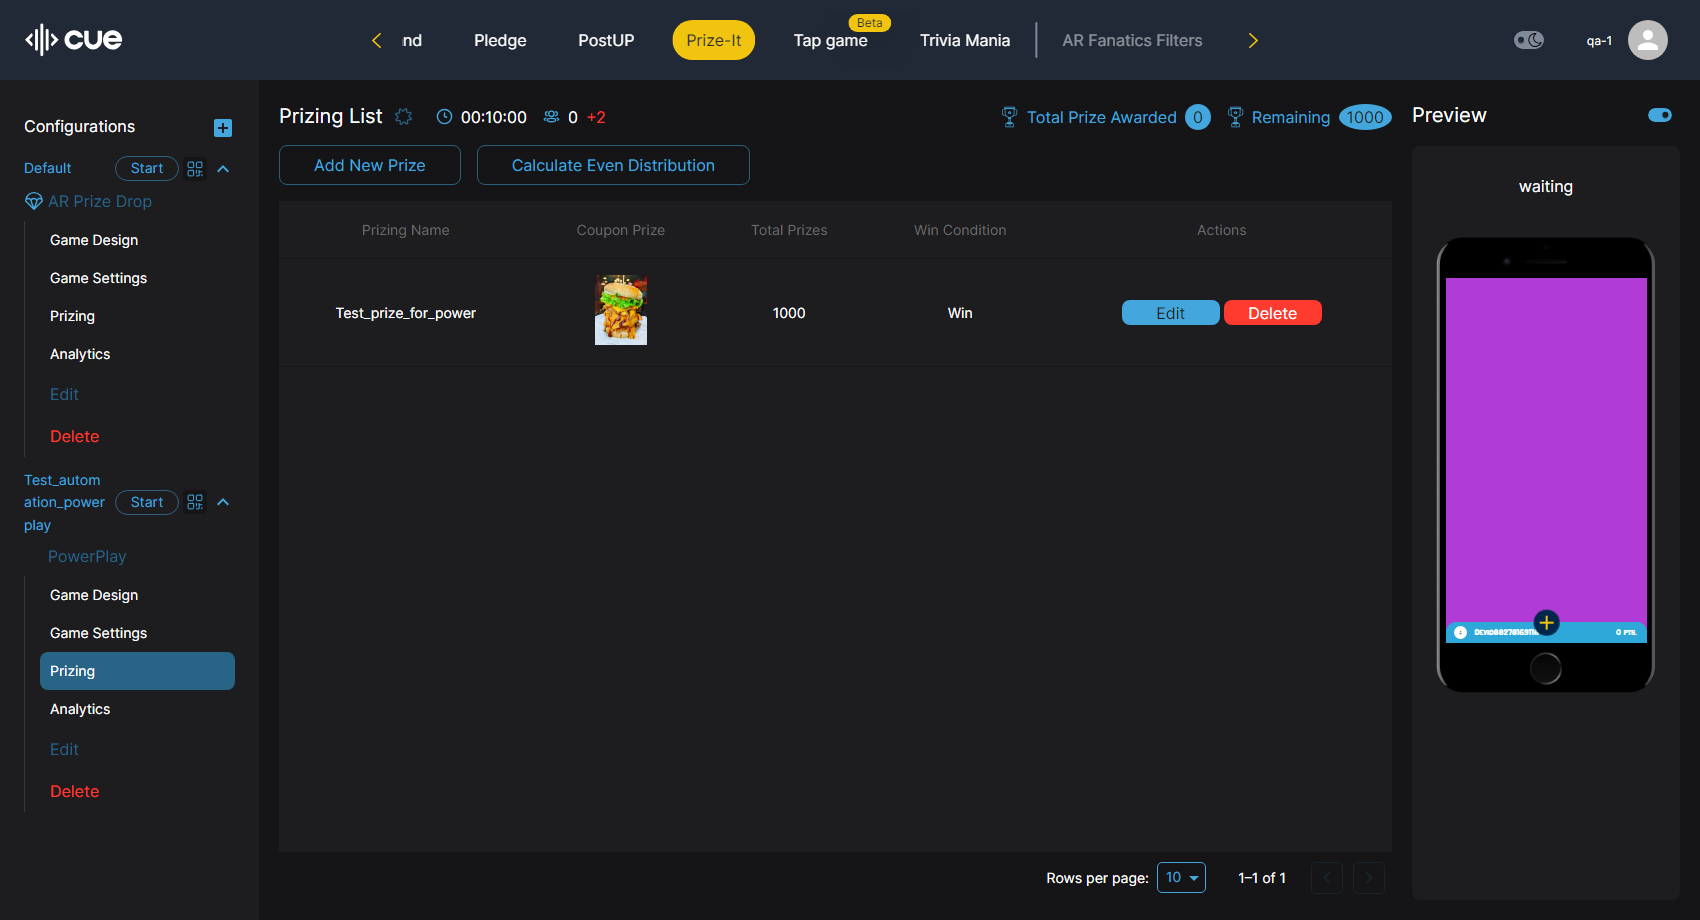 cue
nd
Pledge
PostUP
Prize-It
Beta
Tap game
Trivia Mania
AR Fanatics Filters
qa-1
Configurations
Default
Start
AR Prize Drop
Game Design
Game Settings
Prizing
Analytics
Edit
Delete
Test_autom
ation_power
play
Start
PowerPlay
Game Design
Game Settings
Prizing
Analytics
Edit
Delete
Prizing List
00:10:00
0 +2
Total Prize Awarded 0
Remaining 1000
Add New Prize
Calculate Even Distribution
Prizing Name Coupon Prize Total Prizes Win Condition Actions
Test_prize_for_power 1000 Win Edit Delete
Rows per page: 10 1–1 of 1
Preview
waiting
0 pts.